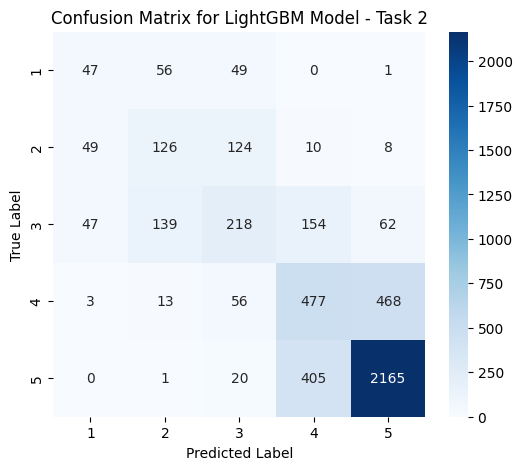 Confusion Matrix for LightGBM Model - Task 2
1 47 56 49 0 1
2 49 126 124 10 8
3 47 139 218 154 62
4 3 13 56 477 468
5 0 1 20 405 2165
1 2 3 4 5
True Label
Predicted Label
2000
1750
1500
1250
1000
750
500
250
0